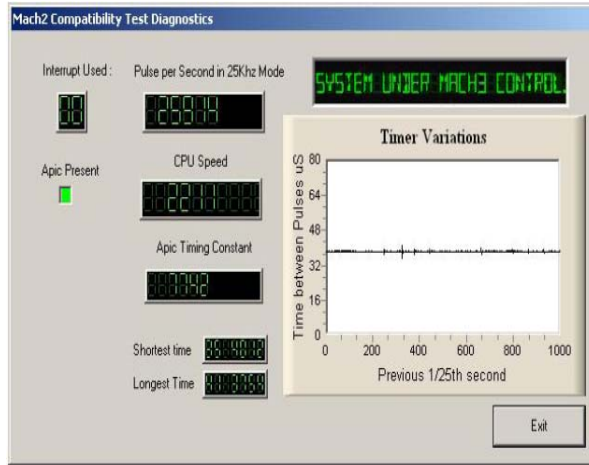 Mach2 Compatibility Test Diagnostics
Interrupt Used :
Pulse per Second in 25Khz Mode
SYSTEM UNDER MACH3 CONTROL.
00
Apic Present
CPU Speed
Apic Timing Constant
7742
Shortest time
Longest Time
Timer Variations
Time between Pulses uS
80
64
48
32
16
0
0 200 400 600 800 1000
Previous 1/25th second
Exit